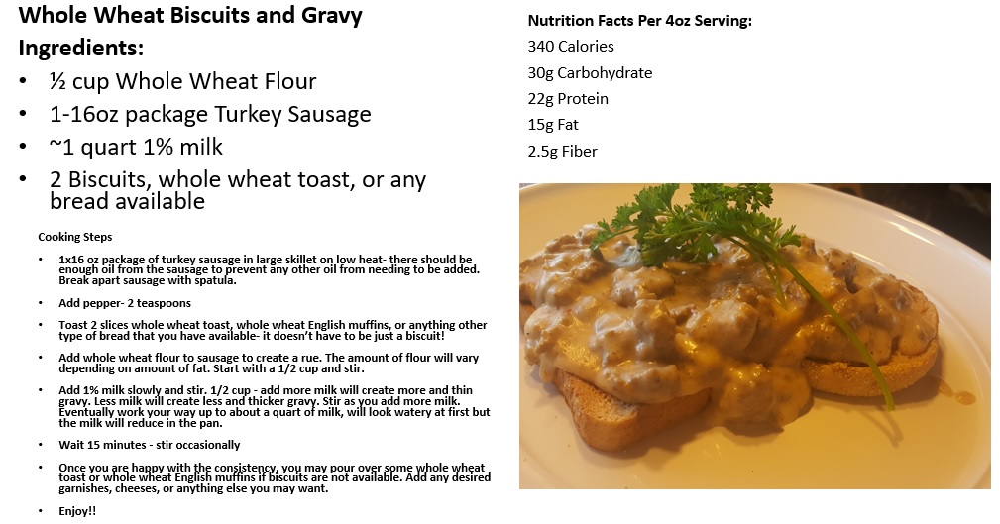 Whole Wheat Biscuits and Gravy
Ingredients:
• ½ cup Whole Wheat Flour
• 1-16oz package Turkey Sausage
• ~1 quart 1% milk
• 2 Biscuits, whole wheat toast, or any
bread available
Cooking Steps
• 1x16 oz package of turkey sausage in large skillet on low heat- there should be
enough oil from the sausage to prevent any other oil from needing to be added.
Break apart sausage with spatula.
• Add pepper- 2 teaspoons
• Toast 2 slices whole wheat toast, whole wheat English muffins, or anything other
type of bread that you have available- it doesn’t have to be just a biscuit!
• Add whole wheat flour to sausage to create a rue. The amount of flour will vary
depending on amount of fat. Start with a 1/2 cup and stir.
• Add 1% milk slowly and stir. 1/2 cup - add more milk will create more and thin
gravy. Less milk will create less and thicker gravy. Stir as you add more milk.
Eventually work your way up to about a quart of milk, will look watery at first but
the milk will reduce in the pan.
• Wait 15 minutes - stir occasionally
• Once you are happy with the consistency, you may pour over some whole wheat
toast or whole wheat English muffins if biscuits are not available. Add any desired
garnishes, cheeses, or anything else you may want.
• Enjoy!!
Nutrition Facts Per 4oz Serving:
340 Calories
30g Carbohydrate
22g Protein
15g Fat
2.5g Fiber